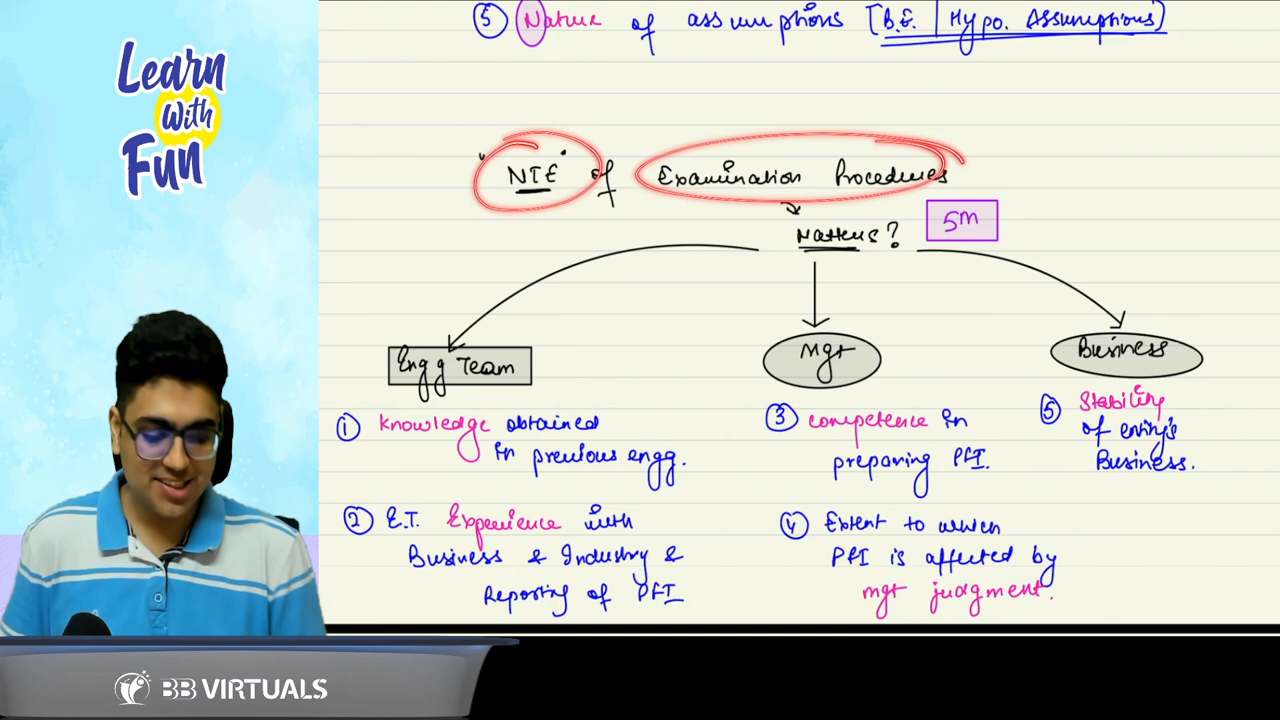 Learn
With
Fun
⑤ Nature of assumptions [B.E. | Hypo. Assumptions]
"NTE" of Examination Procedures
Matters? 5m
Engg Team
Mgt
Business
① Knowledge obtained
in previous engg.
② E.T. Experience with
Business & Industry &
Reporting of PFI
③ competence in
preparing PFI.
④ Extent to which
PFI is affected by
mgt judgment.
⑤ Stability
of entity's
Business.
BB VIRTUALS